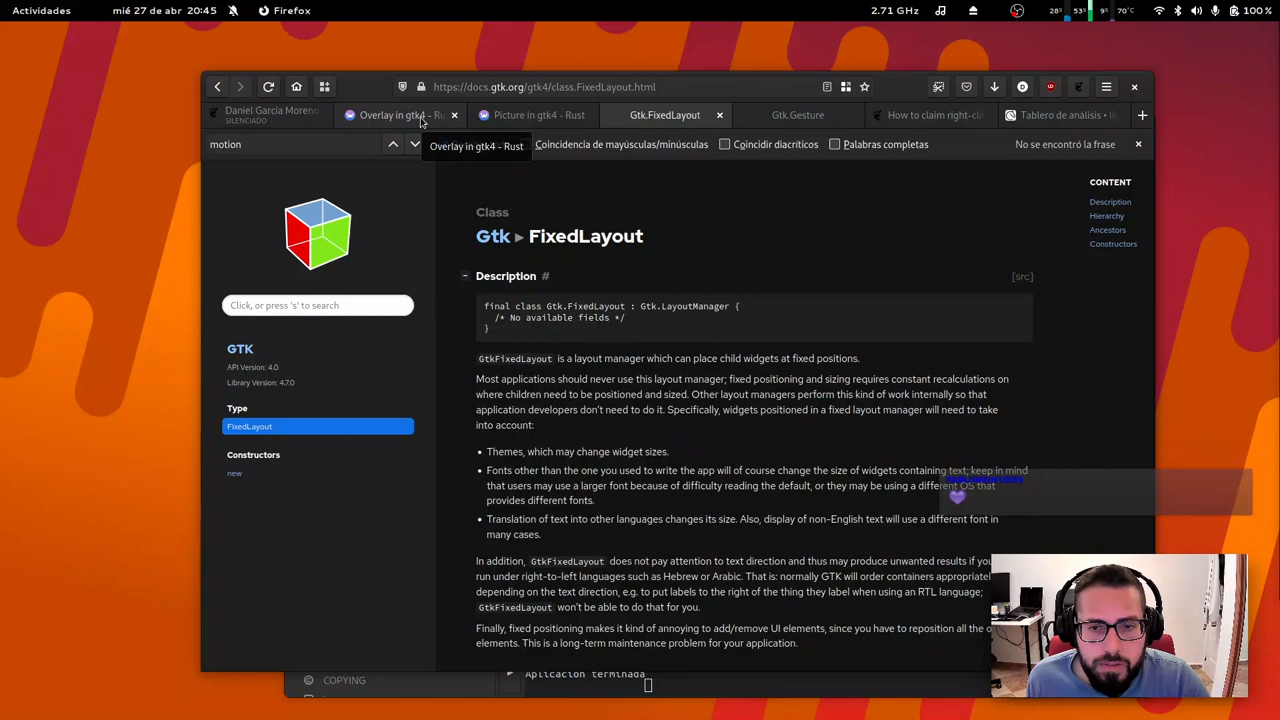 Actividades
mié 27 de abr 20:45
Firefox
2.71 GHz
28%
53%
9%
70°C
100 %
https://docs.gtk.org/gtk4/class.FixedLayout.html
Daniel Garcia Moreno
SILENCIADO
Overlay in gtk4 - Ru
Picture in gtk4 - Rust
Gtk.FixedLayout
Gtk.Gesture
How to claim right-cli
Tablero de análisis • li
motion
Overlay in gtk4 - Rust
Coincidencia de mayúsculas/minúsculas
Coincidir diacríticos
Palabras completas
No se encontró la frase
Click, or press 's' to search
GTK
API Version: 4.0
Library Version: 4.7.0
Type
FixedLayout
Constructors
new
Class
Gtk ▸ FixedLayout
− Description #
[src]
final class Gtk.FixedLayout : Gtk.LayoutManager {
/* No available fields */
}
GtkFixedLayout is a layout manager which can place child widgets at fixed positions.
Most applications should never use this layout manager; fixed positioning and sizing requires constant recalculations on
where children need to be positioned and sized. Other layout managers perform this kind of work internally so that
application developers don't need to do it. Specifically, widgets positioned in a fixed layout manager will need to take
into account:
• Themes, which may change widget sizes.
• Fonts other than the one you used to write the app will of course change the size of widgets containing text; keep in mind
that users may use a larger font because of difficulty reading the default, or they may be using a different OS that
provides different fonts.
• Translation of text into other languages changes its size. Also, display of non-English text will use a different font in
many cases.
In addition, GtkFixedLayout does not pay attention to text direction and thus may produce unwanted results if you
run under right-to-left languages such as Hebrew or Arabic. That is: normally GTK will order containers appropriatel
depending on the text direction, e.g. to put labels to the right of the thing they label when using an RTL language;
GtkFixedLayout won't be able to do that for you.
Finally, fixed positioning makes it kind of annoying to add/remove UI elements, since you have to reposition all the o
elements. This is a long-term maintenance problem for your application.
CONTENT
Description
Hierarchy
Ancestors
Constructors
COPYING
Aplicación terminada